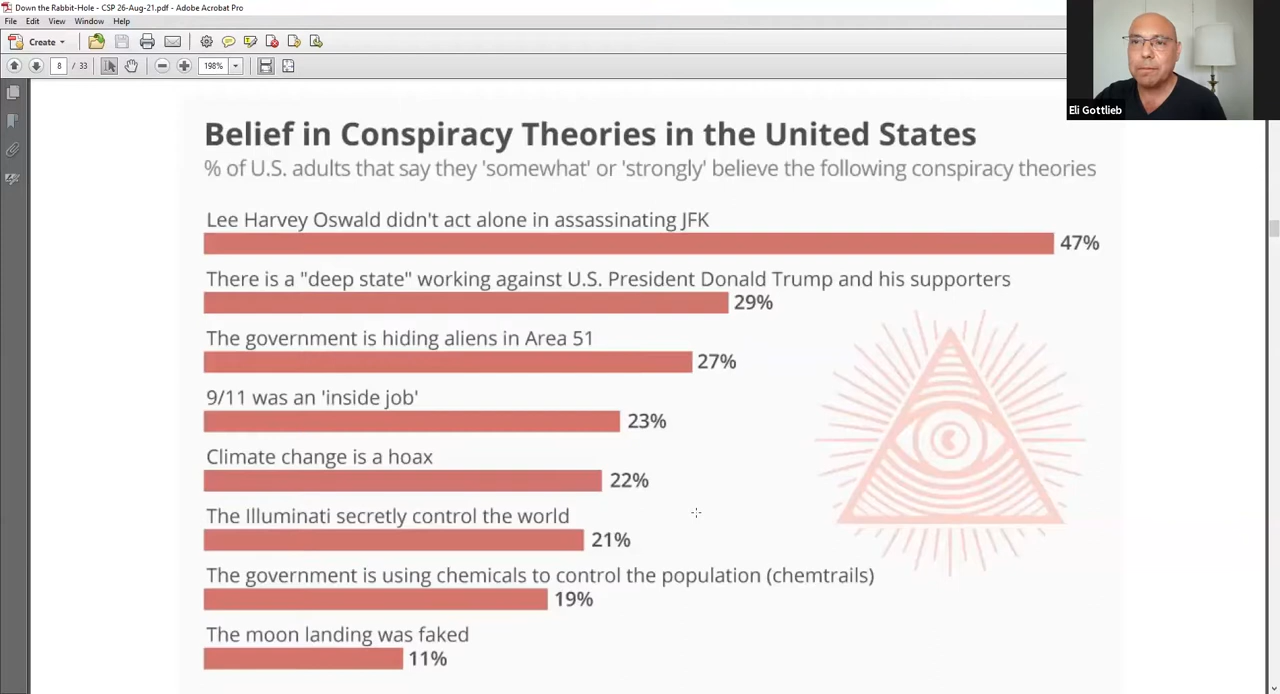 Down the Rabbit-Hole - CSP 26-Aug-21.pdf - Adobe Acrobat Pro
File Edit View Window Help
Create
8 / 33 198%
Eli Gottlieb
Belief in Conspiracy Theories in the United States
% of U.S. adults that say they 'somewhat' or 'strongly' believe the following conspiracy theories
Lee Harvey Oswald didn't act alone in assassinating JFK
47%
There is a "deep state" working against U.S. President Donald Trump and his supporters
29%
The government is hiding aliens in Area 51
27%
9/11 was an 'inside job'
23%
Climate change is a hoax
22%
The Illuminati secretly control the world
21%
The government is using chemicals to control the population (chemtrails)
19%
The moon landing was faked
11%